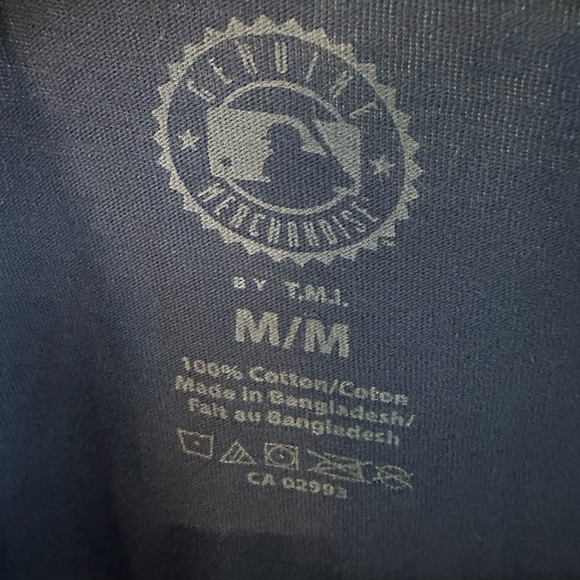 GENUINE
MERCHANDISE
BY T.M.I.
M/M
100% Cotton/Coton
Made in Bangladesh/
Fait au Bangladesh
CA 02993